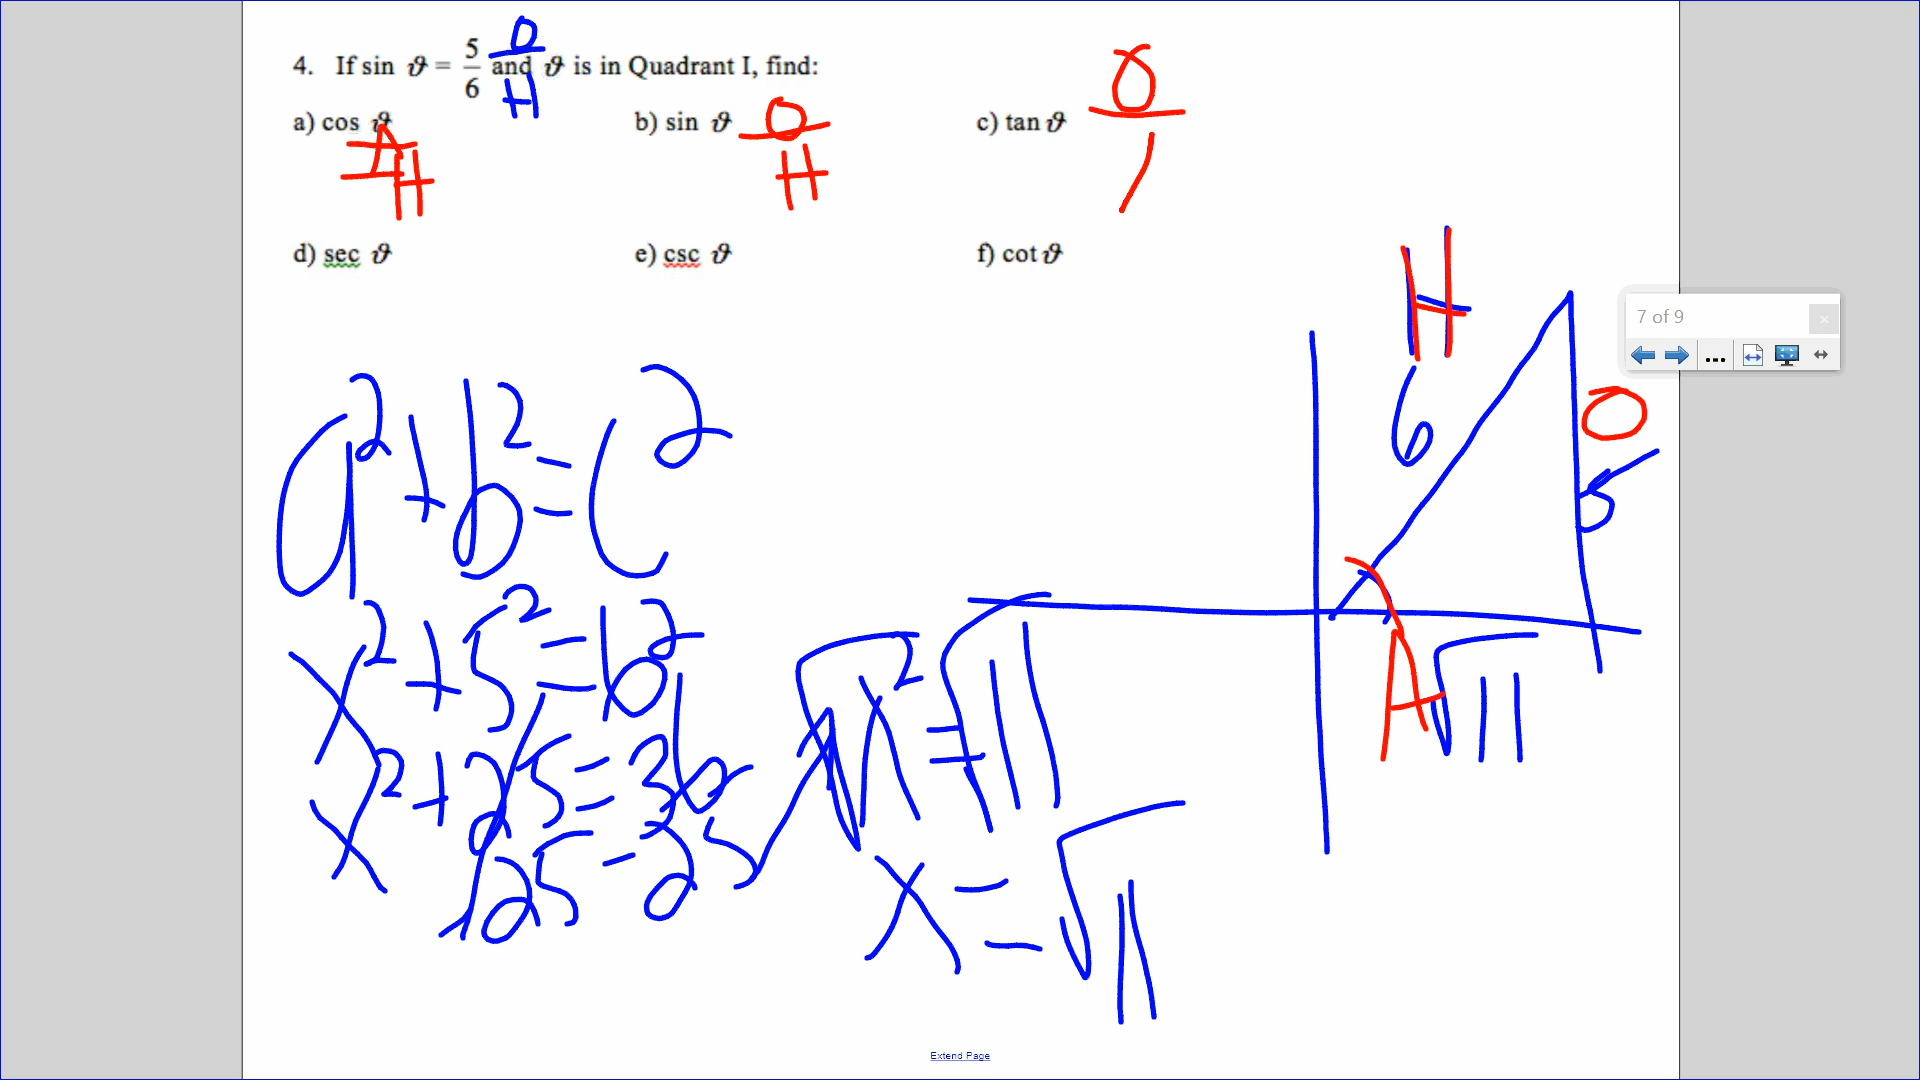 4. If sin ϑ = 5/6 and ϑ is in Quadrant I, find:
O/H
a) cos ϑ b) sin ϑ c) tan ϑ
A/H O/H O/
d) sec ϑ e) csc ϑ f) cot ϑ
H
7 of 9
6 O
5
a² + b² = c²
x² + 5² = 6²
A √11
x² + 25 = 36
-25 -25
√x² = √11
x = √11
Extend Page